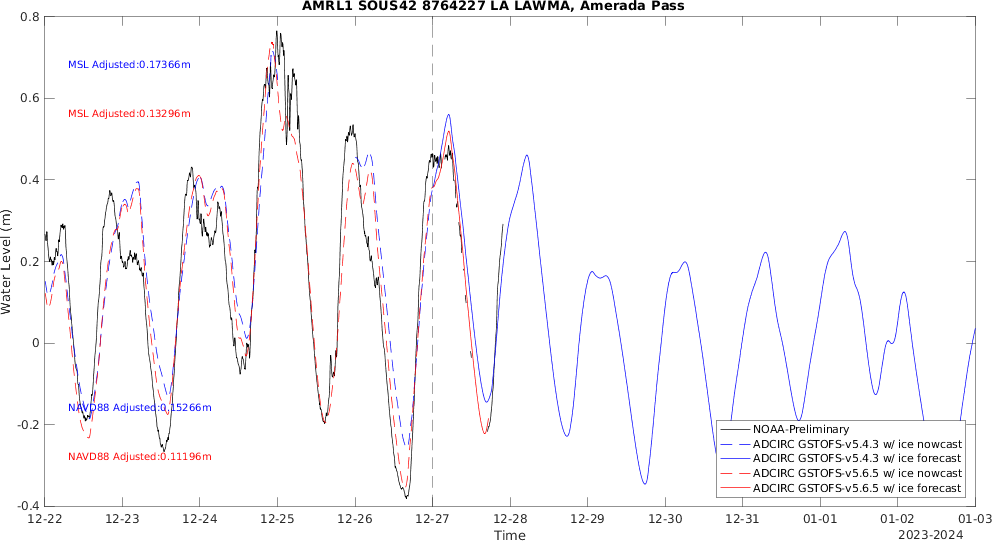 AMRL1 SOUS42 8764227 LA LAWMA, Amerada Pass
0.8
0.6
0.4
0.2
0
-0.2
-0.4
Water Level (m)
MSL Adjusted:0.17366m
MSL Adjusted:0.13296m
NAVD88 Adjusted:0.15266m
NAVD88 Adjusted:0.11196m
NOAA-Preliminary
ADCIRC GSTOFS-v5.4.3 w/ ice nowcast
ADCIRC GSTOFS-v5.4.3 w/ ice forecast
ADCIRC GSTOFS-v5.6.5 w/ ice nowcast
ADCIRC GSTOFS-v5.6.5 w/ ice forecast
12-22 12-23 12-24 12-25 12-26 12-27 12-28 12-29 12-30 12-31 01-01 01-02 01-03
Time
2023-2024